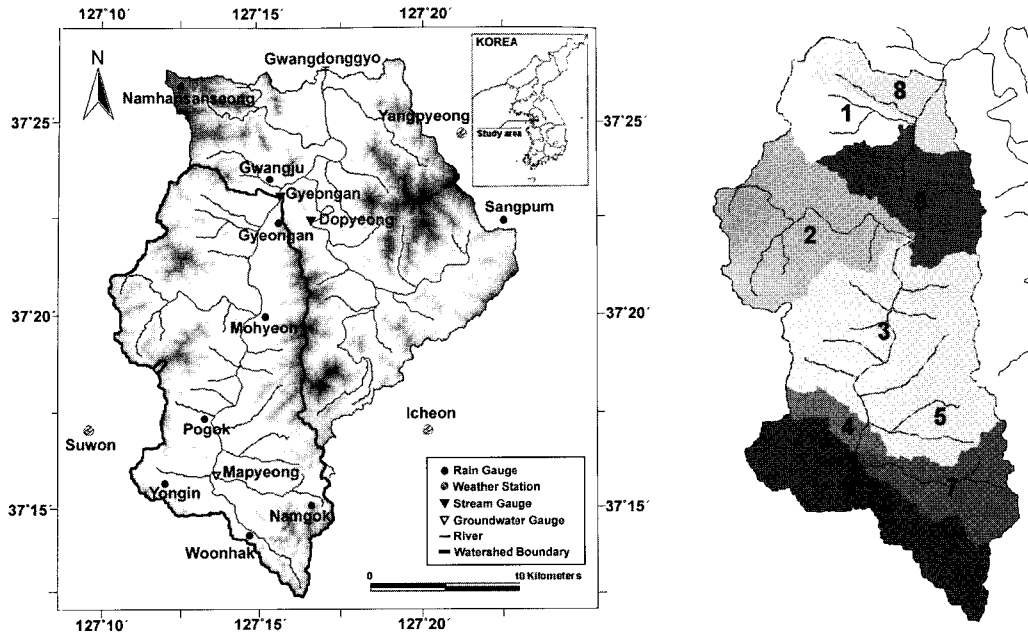 127°10´ 127°15´ 127°20´
KOREA
Study area
N
Gwangdonggyo
Namhansanseong
Yangpyeong
37°25´ 37°25´
Gwangju
Gyeongan
Dopyeong
Sangpum
Gyeongan
37°20´ 37°20´
Mohyeon
Icheon
Pogok
Suwon
Mapyeong
Yongin
Namgok
37°15´ 37°15´
Woonhak
Rain Gauge
Weather Station
Stream Gauge
Groundwater Gauge
River
Watershed Boundary
0 10 Kilometers
127°10´ 127°15´ 127°20´
8
1
2
3
5
4
7